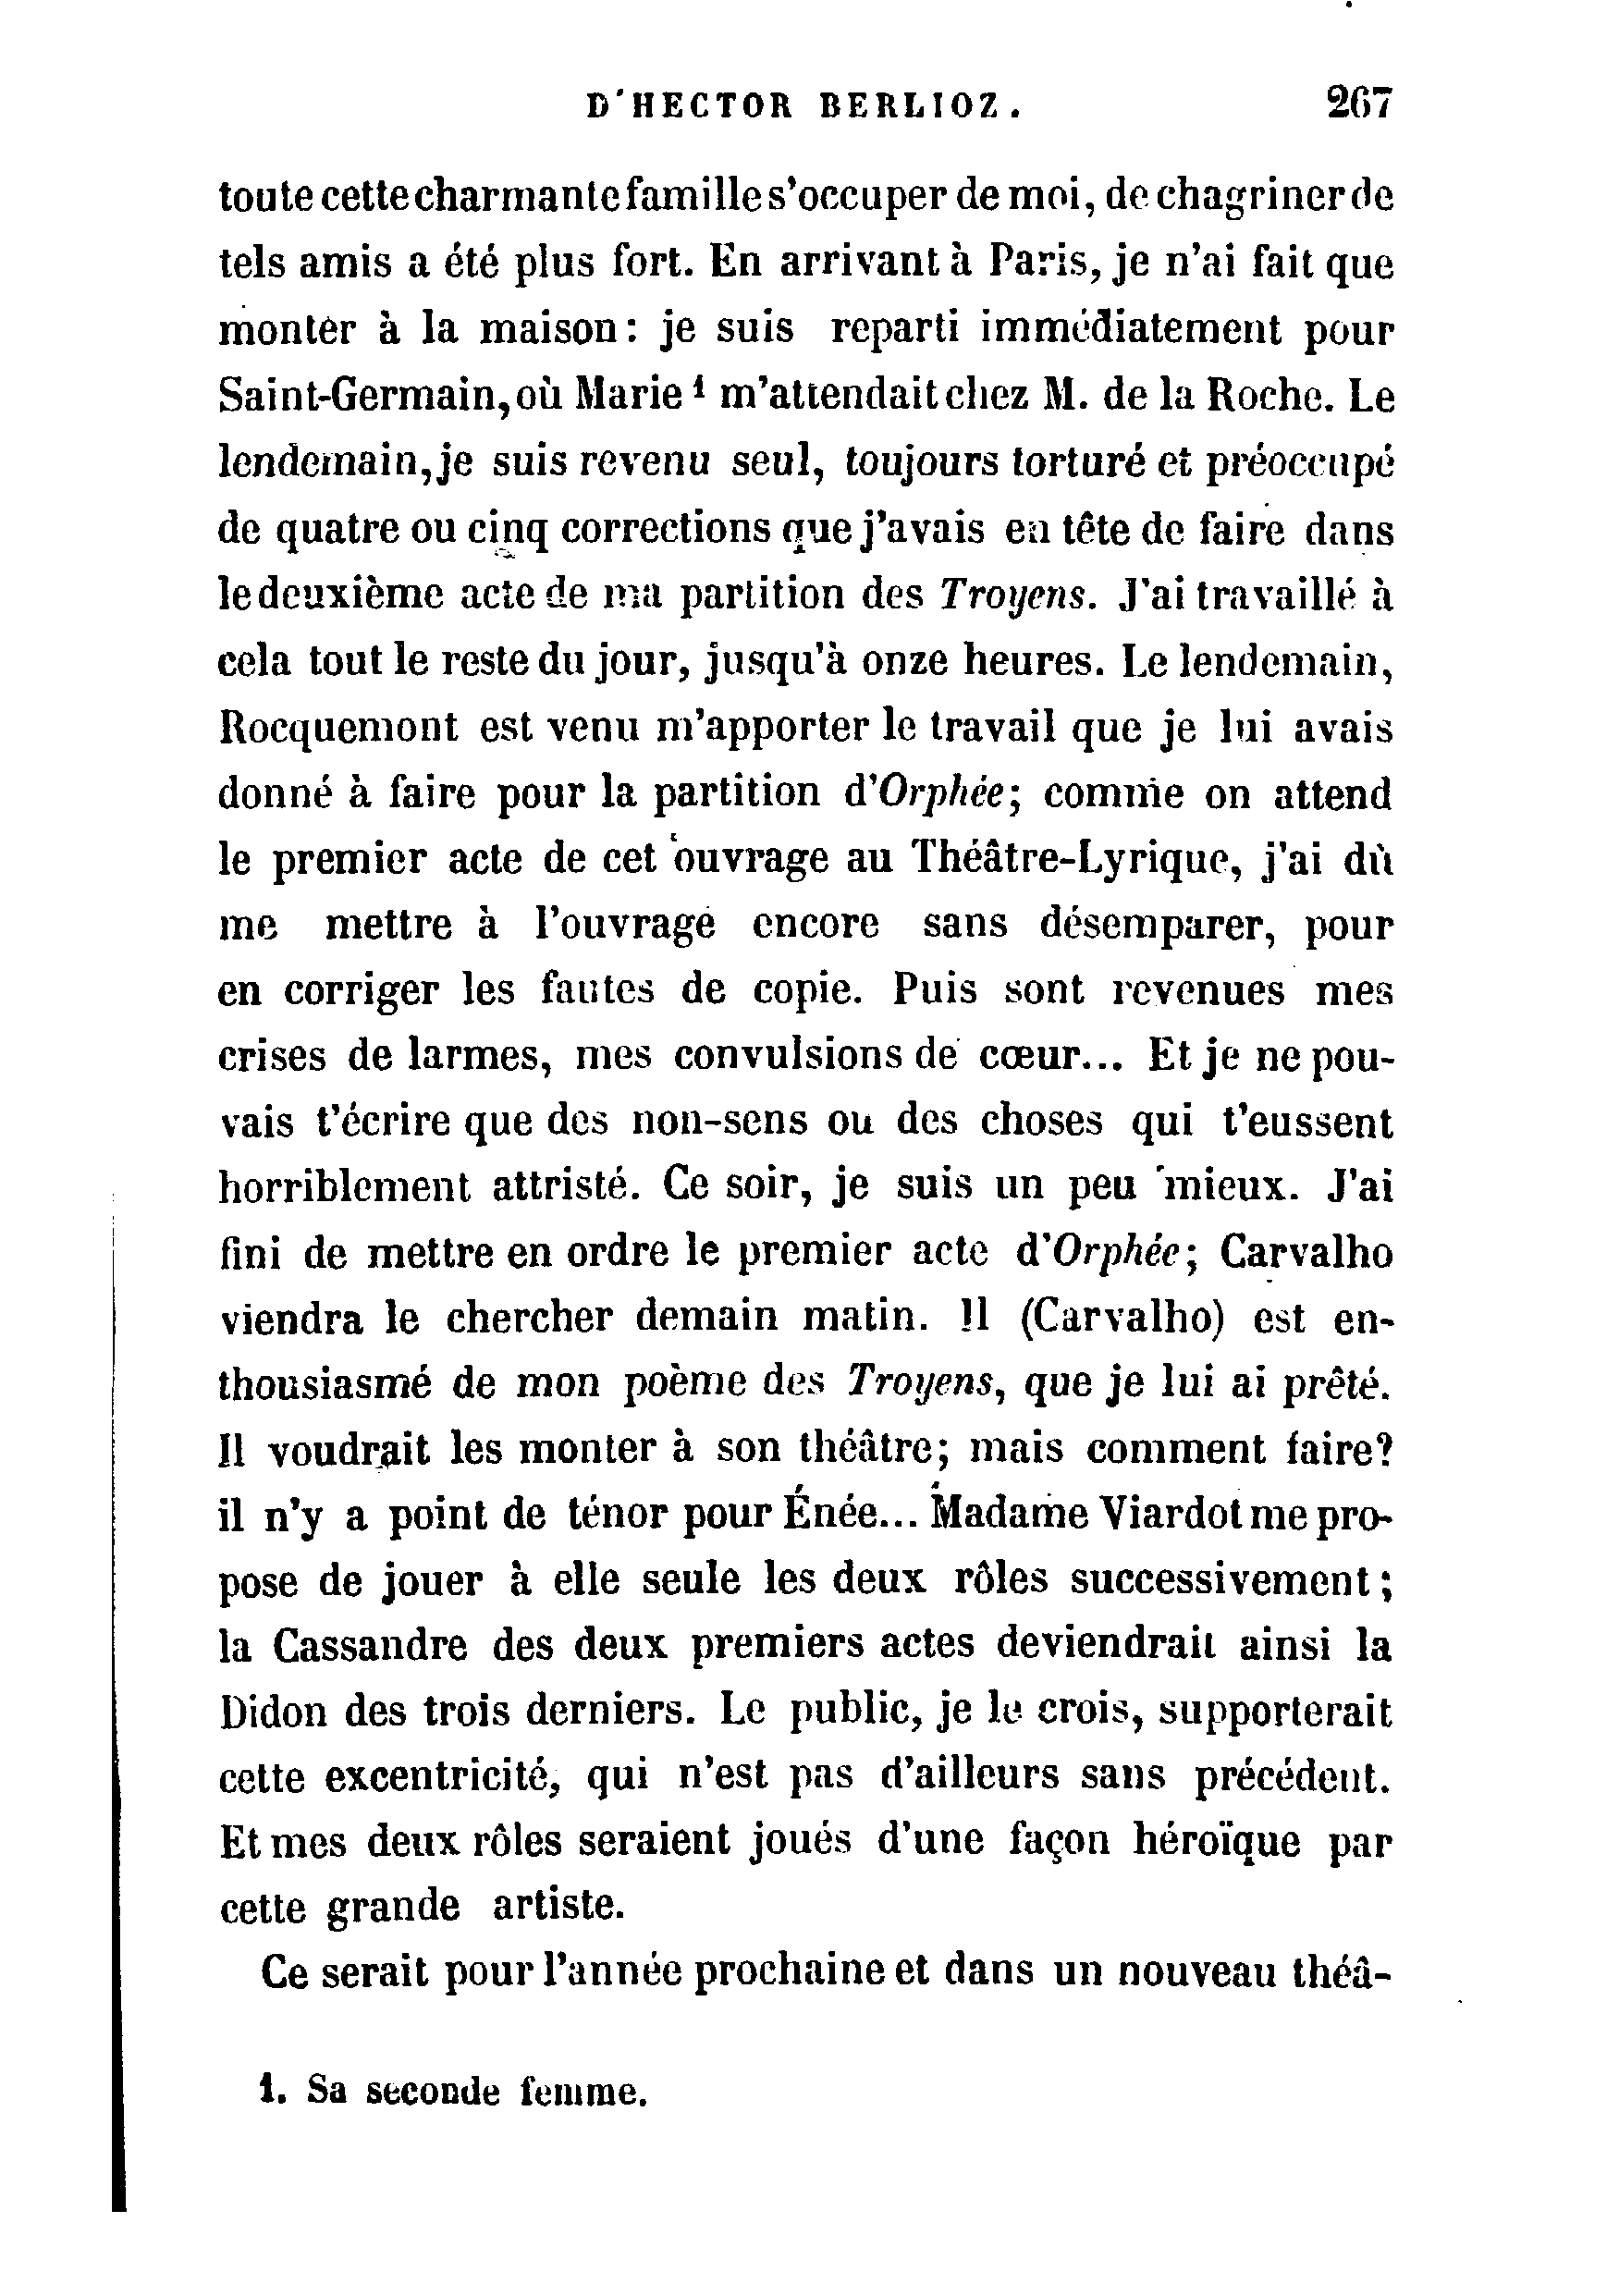 D'HECTOR BERLIOZ. 267
toute cette charmante famille s'occuper de moi, de chagriner de
tels amis a été plus fort. En arrivant à Paris, je n'ai fait que
monter à la maison : je suis reparti immédiatement pour
Saint-Germain, où Marie ¹ m'attendait chez M. de la Roche. Le
lendemain, je suis revenu seul, toujours torturé et préoccupé
de quatre ou cinq corrections que j'avais en tête de faire dans
le deuxième acte de ma partition des Troyens. J'ai travaillé à
cela tout le reste du jour, jusqu'à onze heures. Le lendemain,
Rocquemont est venu m'apporter le travail que je lui avais
donné à faire pour la partition d'Orphée; comme on attend
le premier acte de cet ouvrage au Théâtre-Lyrique, j'ai dû
me mettre à l'ouvrage encore sans désemparer, pour
en corriger les fautes de copie. Puis sont revenues mes
crises de larmes, mes convulsions de cœur... Et je ne pou-
vais t'écrire que des non-sens ou des choses qui t'eussent
horriblement attristé. Ce soir, je suis un peu mieux. J'ai
fini de mettre en ordre le premier acte d'Orphée; Carvalho
viendra le chercher demain matin. Il (Carvalho) est en-
thousiasmé de mon poème des Troyens, que je lui ai prêté.
Il voudrait les monter à son théâtre; mais comment faire?
il n'y a point de ténor pour Énée... Madame Viardot me pro-
pose de jouer à elle seule les deux rôles successivement;
la Cassandre des deux premiers actes deviendrait ainsi la
Didon des trois derniers. Le public, je le crois, supporterait
cette excentricité, qui n'est pas d'ailleurs sans précédent.
Et mes deux rôles seraient joués d'une façon héroïque par
cette grande artiste.
Ce serait pour l'année prochaine et dans un nouveau théâ-
1. Sa seconde femme.